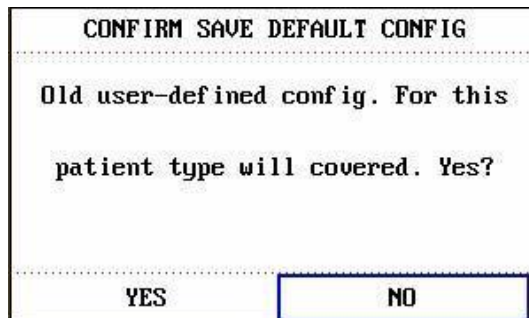 CONFIRM SAVE DEFAULT CONFIG
Old user-defined config. For this
patient type will covered. Yes?
YES NO